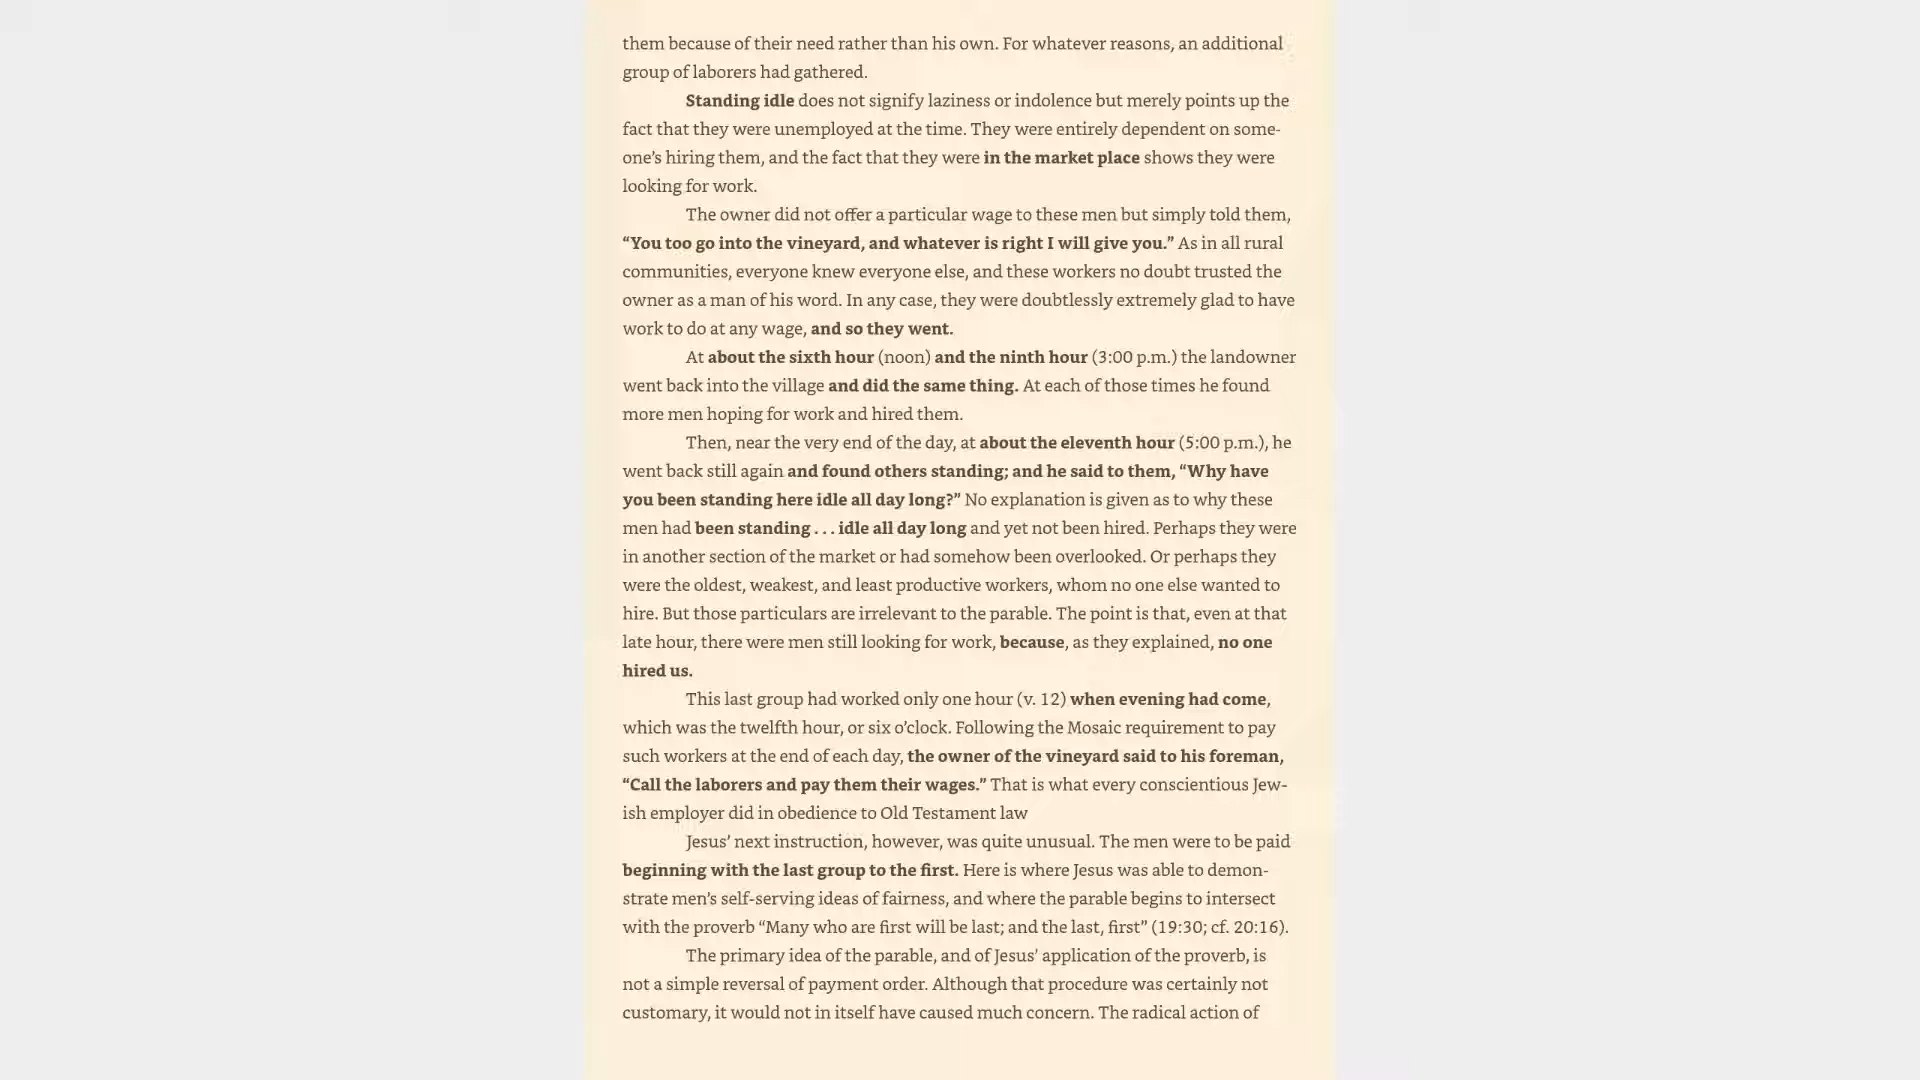 them because of their need rather than his own. For whatever reasons, an additional
group of laborers had gathered.
Standing idle does not signify laziness or indolence but merely points up the
fact that they were unemployed at the time. They were entirely dependent on some-
one’s hiring them, and the fact that they were in the market place shows they were
looking for work.
The owner did not offer a particular wage to these men but simply told them,
“You too go into the vineyard, and whatever is right I will give you.” As in all rural
communities, everyone knew everyone else, and these workers no doubt trusted the
owner as a man of his word. In any case, they were doubtlessly extremely glad to have
work to do at any wage, and so they went.
At about the sixth hour (noon) and the ninth hour (3:00 p.m.) the landowner
went back into the village and did the same thing. At each of those times he found
more men hoping for work and hired them.
Then, near the very end of the day, at about the eleventh hour (5:00 p.m.), he
went back still again and found others standing; and he said to them, “Why have
you been standing here idle all day long?” No explanation is given as to why these
men had been standing . . . idle all day long and yet not been hired. Perhaps they were
in another section of the market or had somehow been overlooked. Or perhaps they
were the oldest, weakest, and least productive workers, whom no one else wanted to
hire. But those particulars are irrelevant to the parable. The point is that, even at that
late hour, there were men still looking for work, because, as they explained, no one
hired us.
This last group had worked only one hour (v. 12) when evening had come,
which was the twelfth hour, or six o’clock. Following the Mosaic requirement to pay
such workers at the end of each day, the owner of the vineyard said to his foreman,
“Call the laborers and pay them their wages.” That is what every conscientious Jew-
ish employer did in obedience to Old Testament law
Jesus’ next instruction, however, was quite unusual. The men were to be paid
beginning with the last group to the first. Here is where Jesus was able to demon-
strate men’s self-serving ideas of fairness, and where the parable begins to intersect
with the proverb “Many who are first will be last; and the last, first” (19:30; cf. 20:16).
The primary idea of the parable, and of Jesus’ application of the proverb, is
not a simple reversal of payment order. Although that procedure was certainly not
customary, it would not in itself have caused much concern. The radical action of